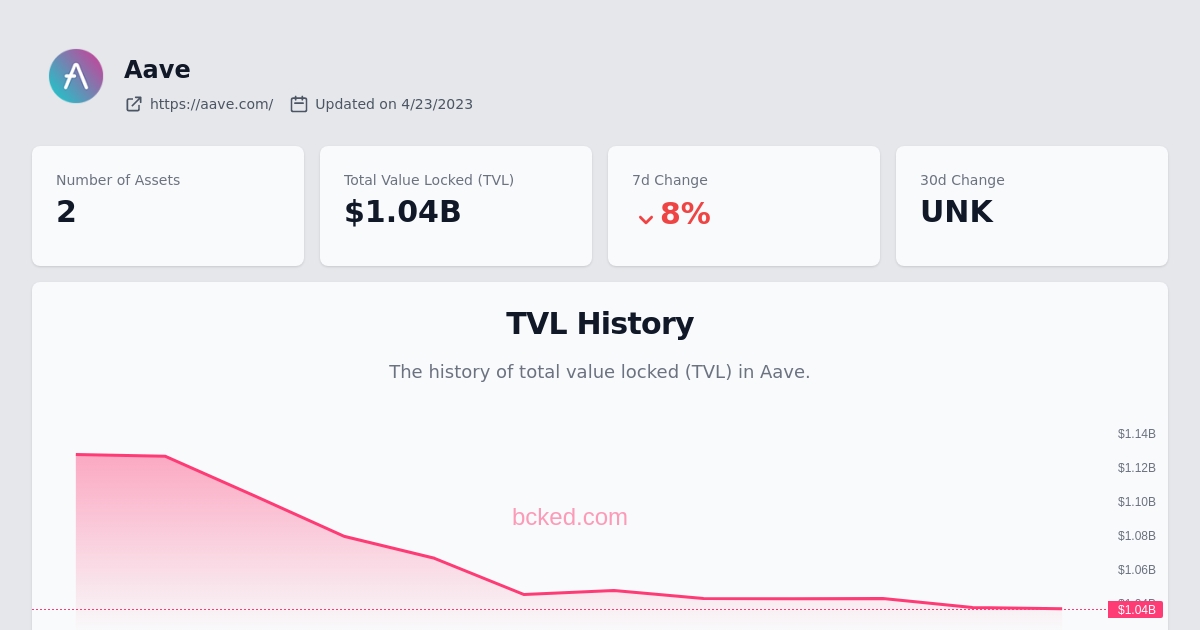 Aave
https://aave.com/ Updated on 4/23/2023
Number of Assets
2
Total Value Locked (TVL)
$1.04B
7d Change
8%
30d Change
UNK
TVL History
The history of total value locked (TVL) in Aave.
$1.14B
$1.12B
$1.10B
bcked.com
$1.08B
$1.06B
$1.04B